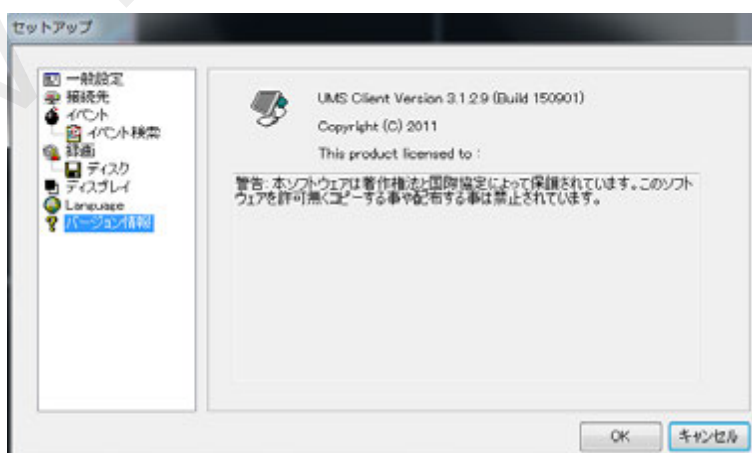 セットアップ
一般設定
接続先
イベント
イベント検索
録画
ディスク
ディスプレイ
Language
バージョン情報
UMS Client Version 3.1.2.9 (Build 150901)
Copyright (C) 2011
This product licensed to :
警告: 本ソフトウェアは著作権法と国際協定によって保護されています。このソフト
ウェアを許可無くコピーする事や配布する事は禁止されています。
OK
キャンセル